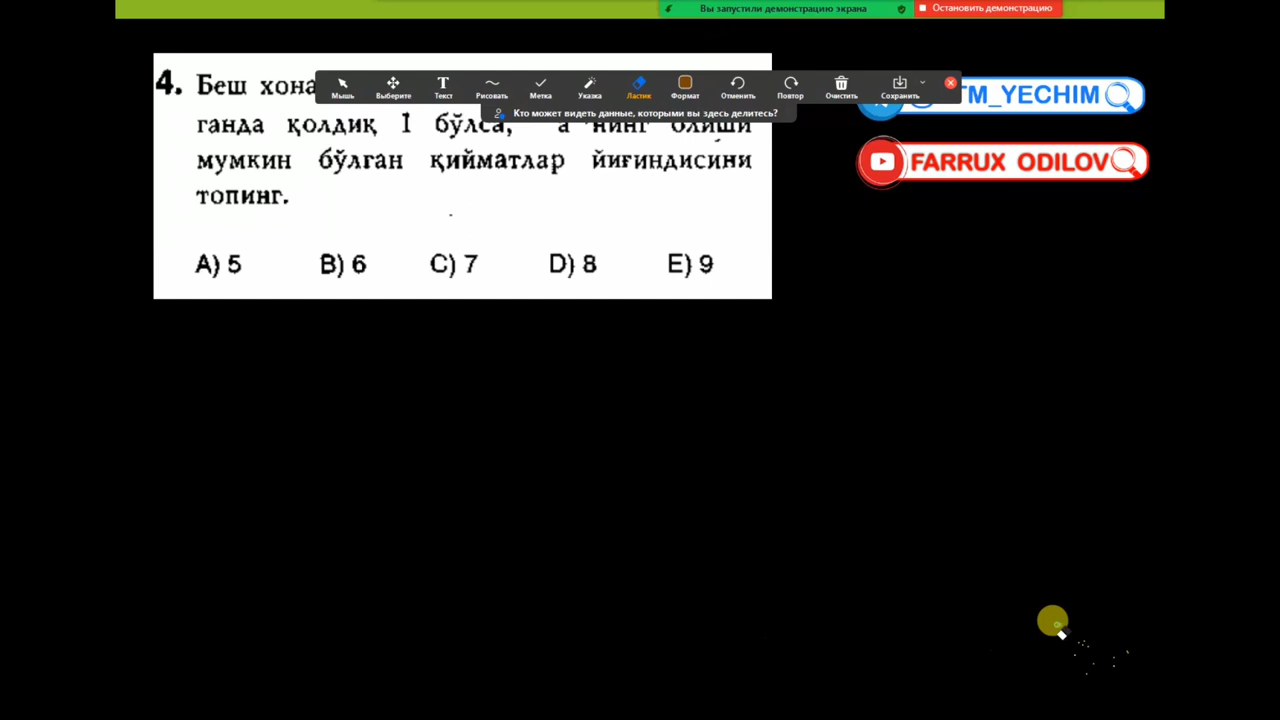 Вы запустили демонстрацию экрана
Остановить демонстрацию
4. Беш хона
Мышь Выберите Текст Рисовать Метка Указка Ластик Формат Отменить Повтор Очистить Сохранить
Кто может видеть данные, которыми вы здесь делитесь?
TM_YECHIM
ганда қолдиқ 1 бўлса, а нинг олиши
мумкин бўлган қийматлар йиғиндисини
FARRUX ODILOV
топинг.
A) 5 B) 6 C) 7 D) 8 E) 9